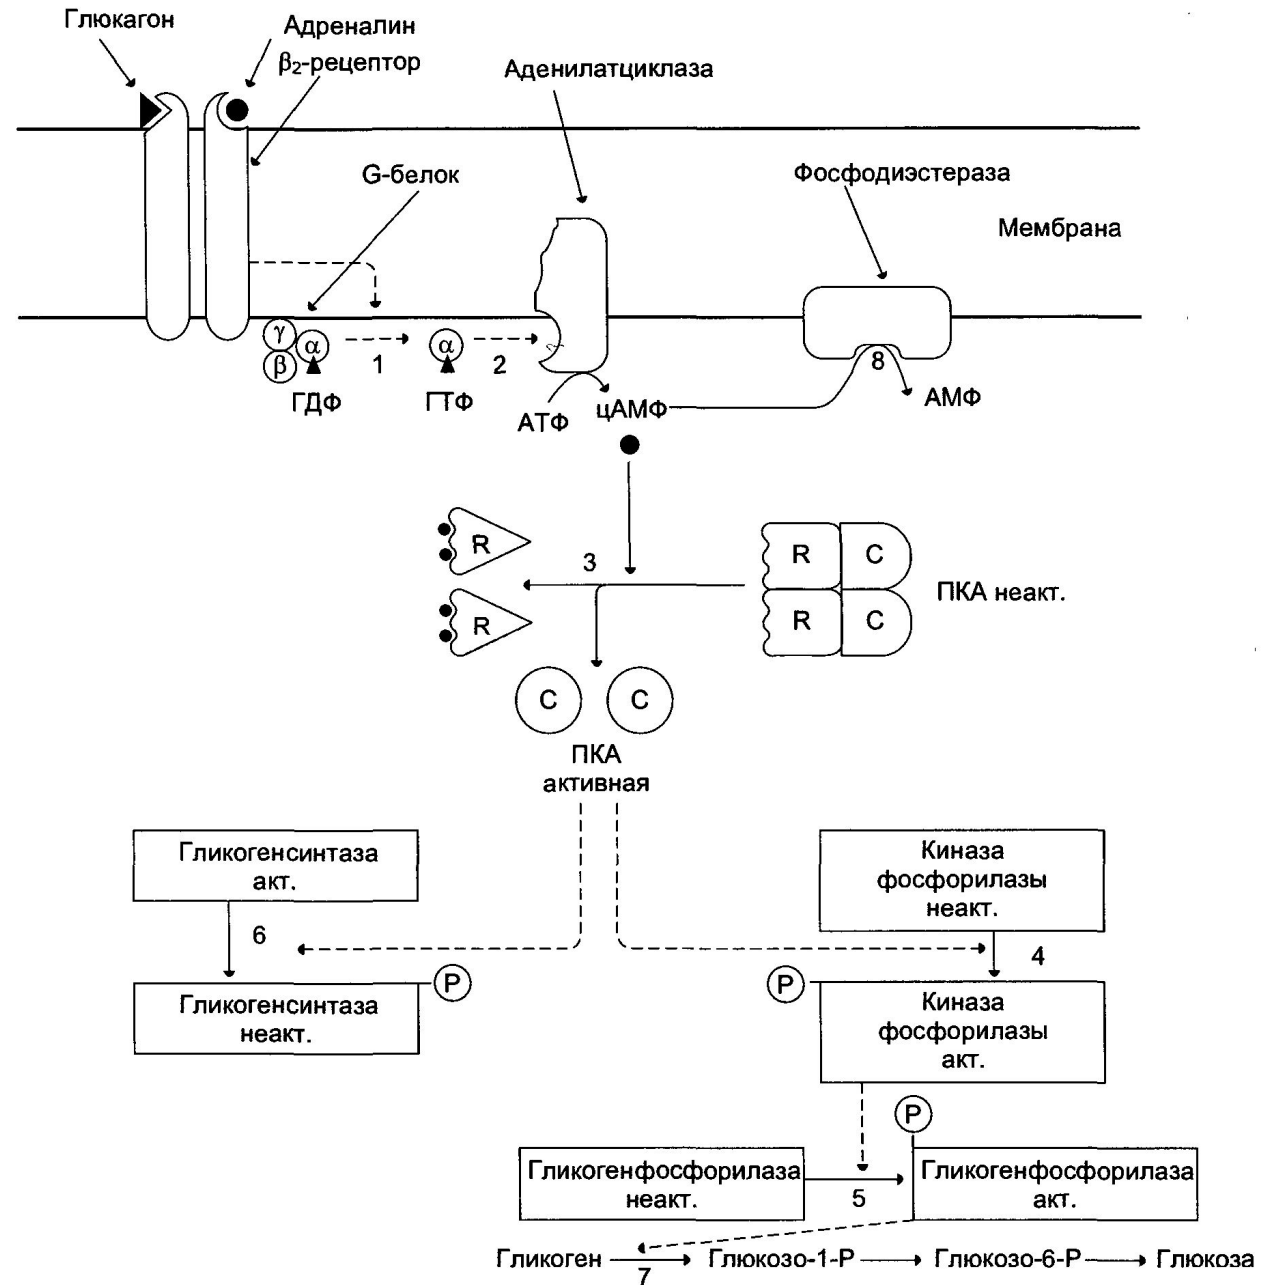 Глюкагон
Адреналин
β₂-рецептор
Аденилатциклаза
G-белок
Фосфодиэстераза
Мембрана
γ
α
β
1
α
2
8
ГДФ
ГТФ
АТФ
цАМФ
АМФ
R
3
R
C
ПКА неакт.
R
R
C
C
C
ПКА
активная
Гликогенсинтаза
акт.
Киназа
фосфорилазы
неакт.
6
4
P
P
Гликогенсинтаза
неакт.
Киназа
фосфорилазы
акт.
P
Гликогенфосфорилаза
неакт.
5
Гликогенфосфорилаза
акт.
Гликоген
7
Глюкозо-1-P
Глюкозо-6-P
Глюкоза